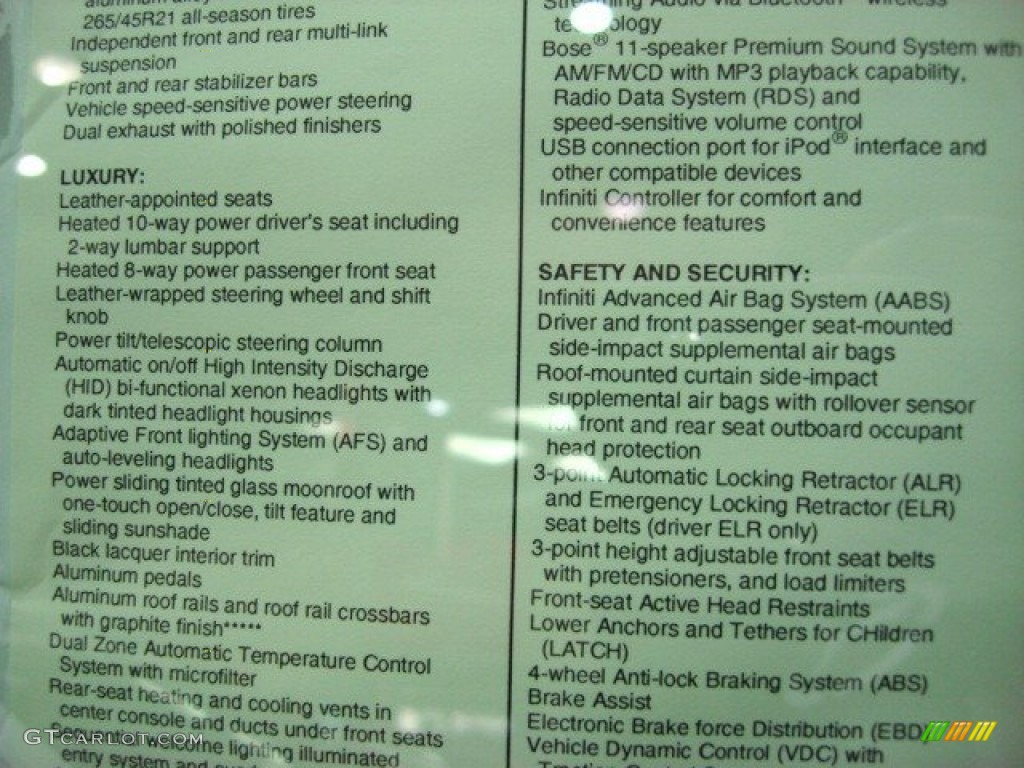 265/45R21 all-season tires
Independent front and rear multi-link
suspension
Front and rear stabilizer bars
Vehicle speed-sensitive power steering
Dual exhaust with polished finishers
LUXURY:
Leather-appointed seats
Heated 10-way power driver's seat including
2-way lumbar support
Heated 8-way power passenger front seat
Leather-wrapped steering wheel and shift
knob
Power tilt/telescopic steering column
Automatic on/off High Intensity Discharge
(HID) bi-functional xenon headlights with
dark tinted headlight housings
Adaptive Front lighting System (AFS) and
auto-leveling headlights
Power sliding tinted glass moonroof with
one-touch open/close, tilt feature and
sliding sunshade
Black lacquer interior trim
Aluminum pedals
Aluminum roof rails and roof rail crossbars
with graphite finish*****
Dual Zone Automatic Temperature Control
System with microfilter
Rear-seat heating and cooling vents in
center console and ducts under front seats
welcome lighting illuminated
entry system and
Streaming Audio via Bluetooth wireless
Bose® 11-speaker Premium Sound System with
AM/FM/CD with MP3 playback capability,
Radio Data System (RDS) and
speed-sensitive volume control
USB connection port for iPod® interface and
other compatible devices
Infiniti Controller for comfort and
convenience features
SAFETY AND SECURITY:
Infiniti Advanced Air Bag System (AABS)
Driver and front passenger seat-mounted
side-impact supplemental air bags
Roof-mounted curtain side-impact
supplemental air bags with rollover sensor
for front and rear seat outboard occupant
head protection
3-point Automatic Locking Retractor (ALR)
and Emergency Locking Retractor (ELR)
seat belts (driver ELR only)
3-point height adjustable front seat belts
with pretensioners, and load limiters
Front-seat Active Head Restraints
Lower Anchors and Tethers for CHildren
(LATCH)
4-wheel Anti-lock Braking System (ABS)
Brake Assist
Electronic Brake force Distribution (EBD)
Vehicle Dynamic Control (VDC) with
GTCarLot.com